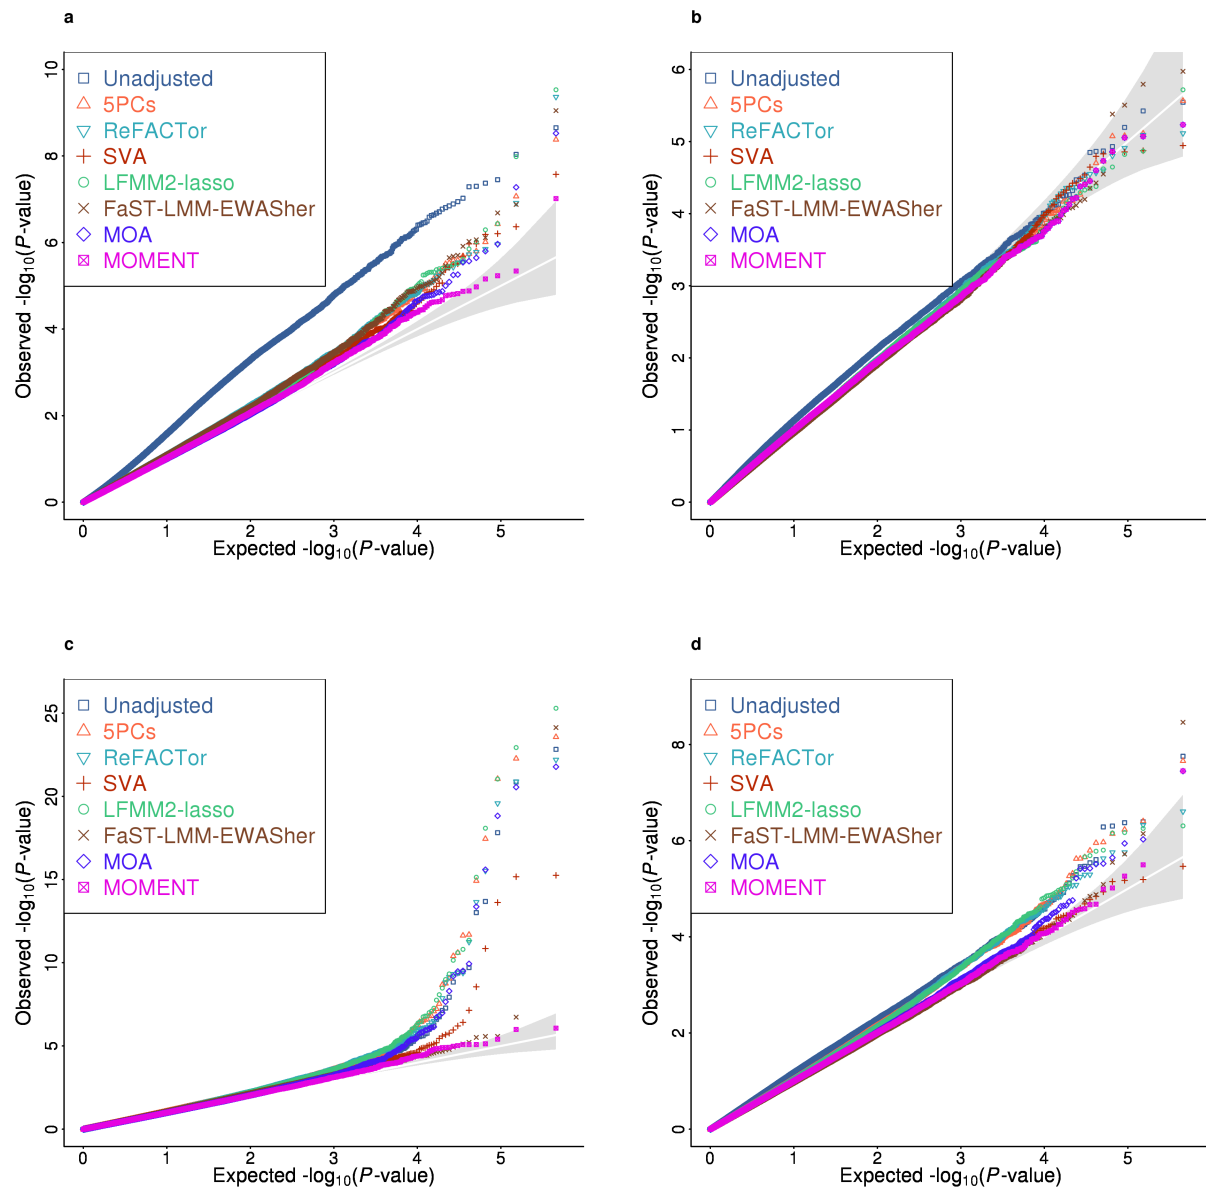 a
10
8
6
4
2
0
Observed -log10(P-value)
Unadjusted
5PCs
ReFACTor
SVA
LFMM2-lasso
FaST-LMM-EWASher
MOA
MOMENT
0 1 2 3 4 5
Expected -log10(P-value)
b
6
5
4
3
2
1
0
Observed -log10(P-value)
Unadjusted
5PCs
ReFACTor
SVA
LFMM2-lasso
FaST-LMM-EWASher
MOA
MOMENT
0 1 2 3 4 5
Expected -log10(P-value)
c
25
20
15
10
5
0
Observed -log10(P-value)
Unadjusted
5PCs
ReFACTor
SVA
LFMM2-lasso
FaST-LMM-EWASher
MOA
MOMENT
0 1 2 3 4 5
Expected -log10(P-value)
d
8
6
4
2
0
Observed -log10(P-value)
Unadjusted
5PCs
ReFACTor
SVA
LFMM2-lasso
FaST-LMM-EWASher
MOA
MOMENT
0 1 2 3 4 5
Expected -log10(P-value)